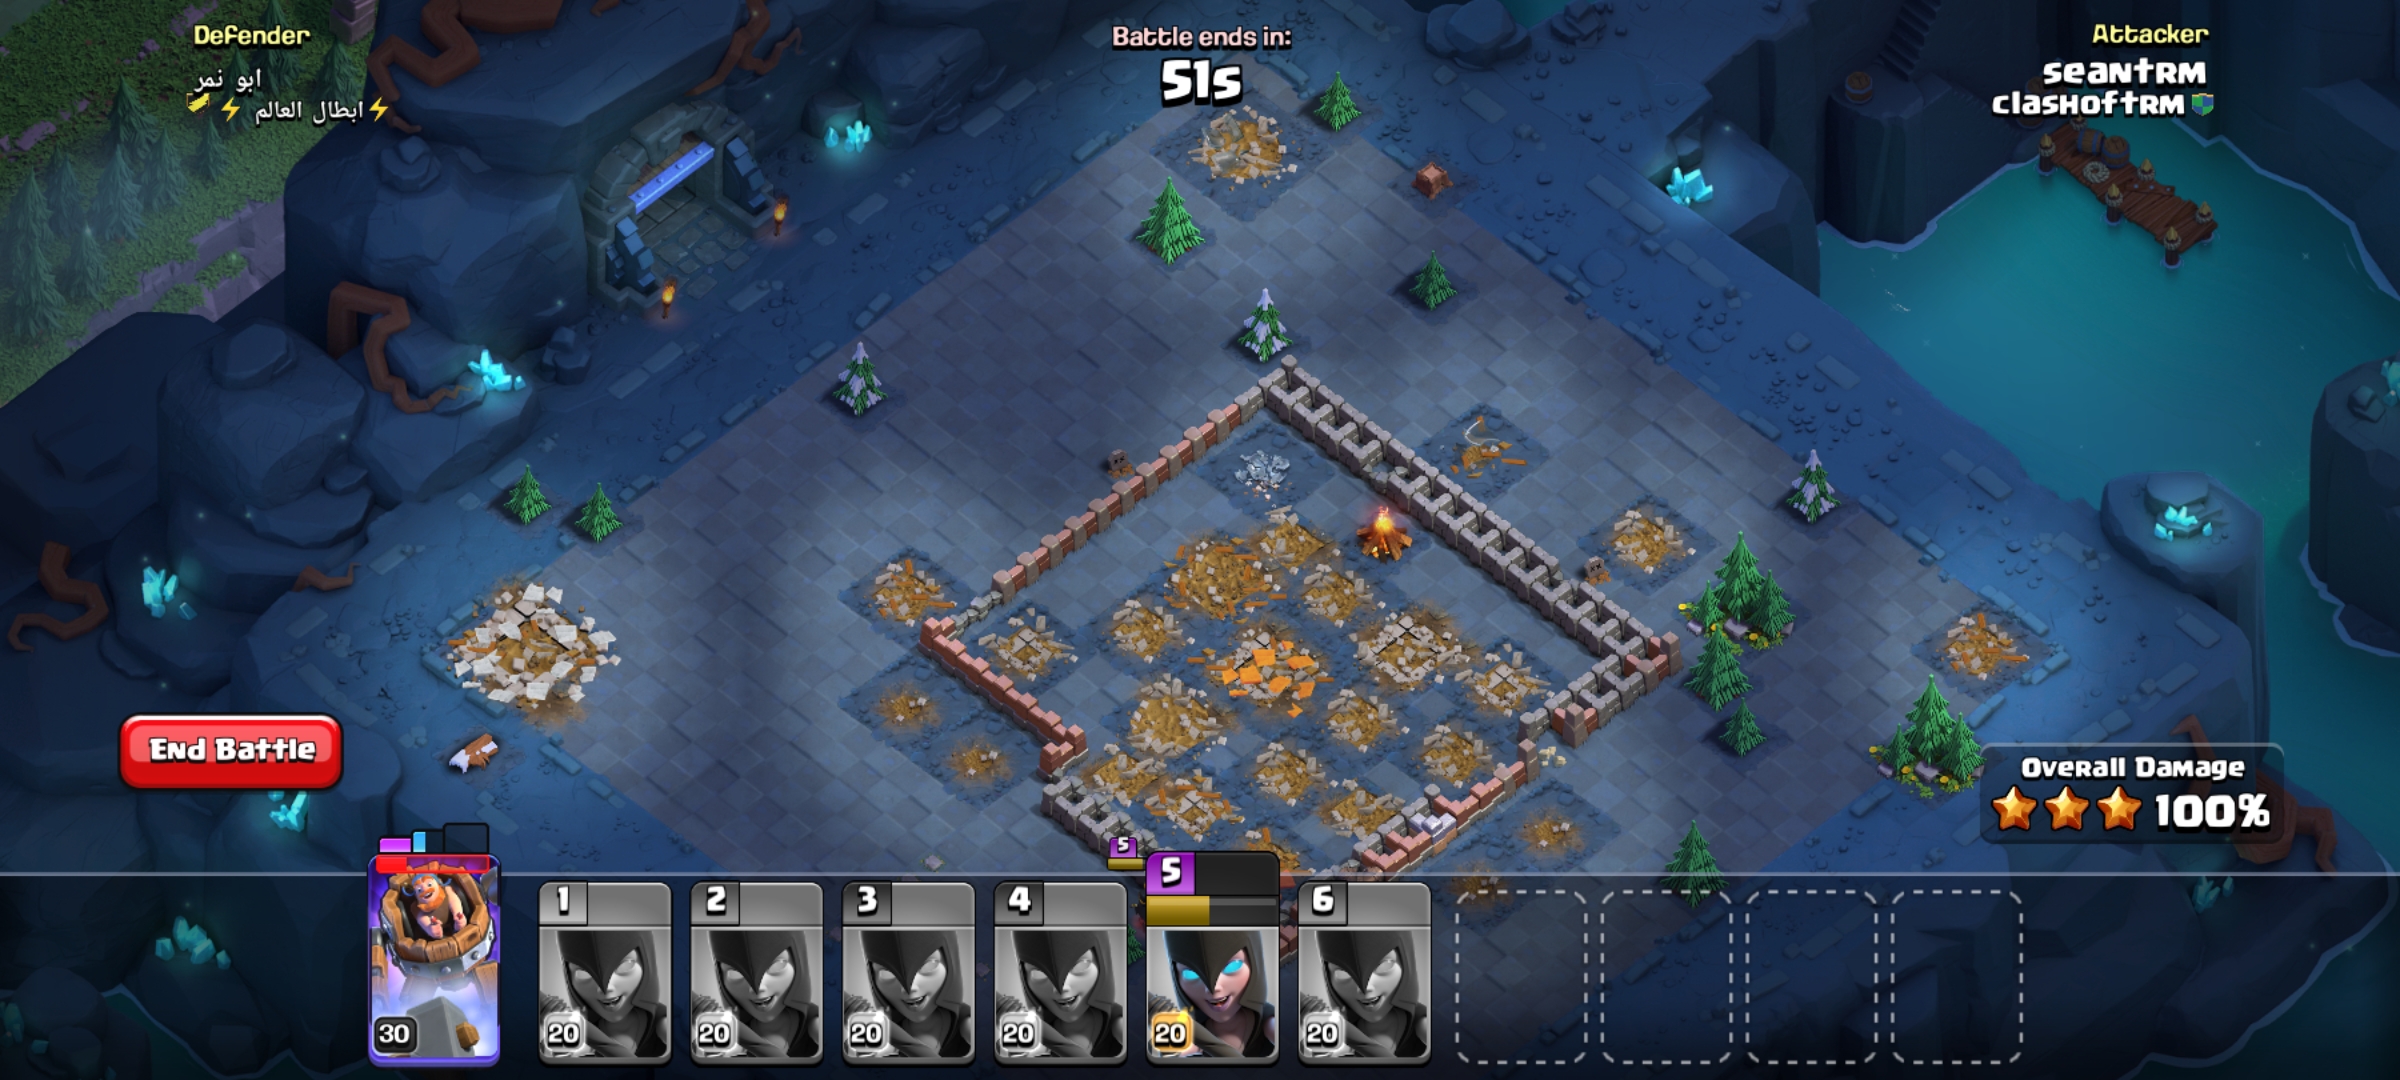 Defender
ابو نمر
⚡ ابطال العالم ⚡
Battle ends in:
51s
Attacker
seantRM
clashoftRM
End Battle
Overall Damage
100%
5
30
1
20
2
20
3
20
4
20
5
20
6
20